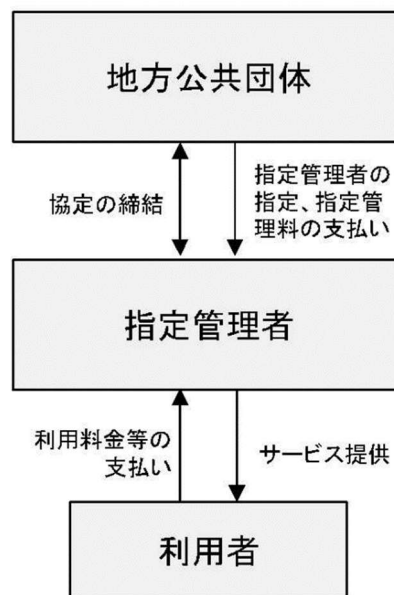 地方公共団体
協定の締結
指定管理者の
指定、指定管
理料の支払い
指定管理者
利用料金等の
支払い
サービス提供
利用者